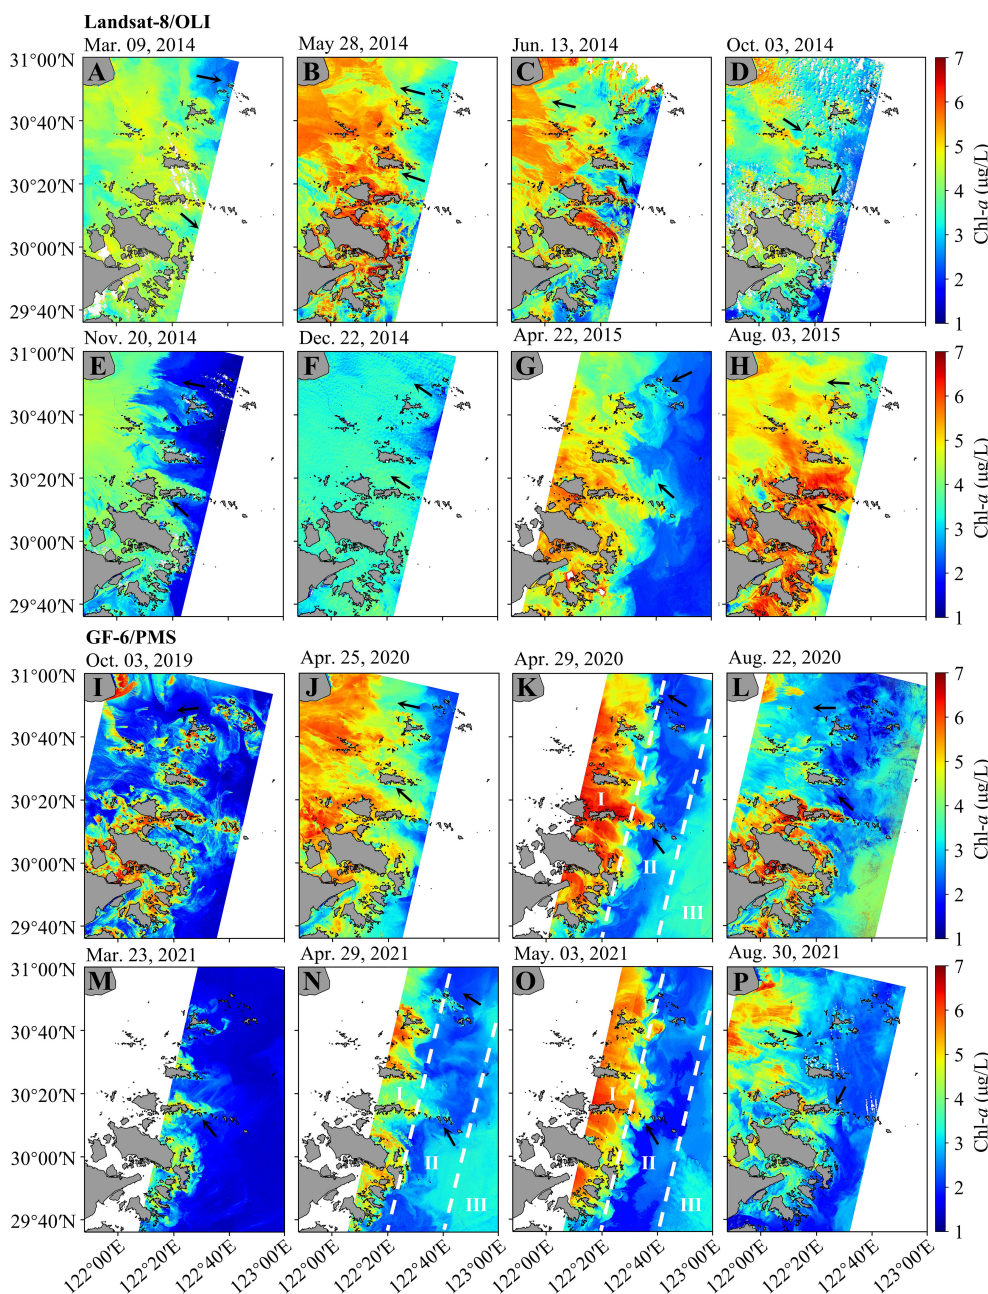 Landsat-8/OLI
Mar. 09, 2014 May 28, 2014 Jun. 13, 2014 Oct. 03, 2014
31°00′N A B C D 7
30°40′N 6
30°20′N 5
4
30°00′N 3
29°40′N 2
1
Chl-a (ug/L)
Nov. 20, 2014 Dec. 22, 2014 Apr. 22, 2015 Aug. 03, 2015
31°00′N E F G H 7
30°40′N 6
30°20′N 5
4
30°00′N 3
29°40′N 2
1
Chl-a (ug/L)
GF-6/PMS
Oct. 03, 2019 Apr. 25, 2020 Apr. 29, 2020 Aug. 22, 2020
31°00′N I J K L 7
30°40′N 6
30°20′N I 5
4
30°00′N II 3
29°40′N III 2
1
Chl-a (ug/L)
Mar. 23, 2021 Apr. 29, 2021 May. 03, 2021 Aug. 30, 2021
31°00′N M N O P 7
30°40′N 6
30°20′N I I 5
4
30°00′N II II 3
29°40′N III III 2
1
Chl-a (ug/L)
122°0′E 122°20′E 122°40′E 123°00′E 122°0′E 122°20′E 122°40′E 123°00′E 122°0′E 122°20′E 122°40′E 123°00′E 122°0′E 122°20′E 122°40′E 123°00′E